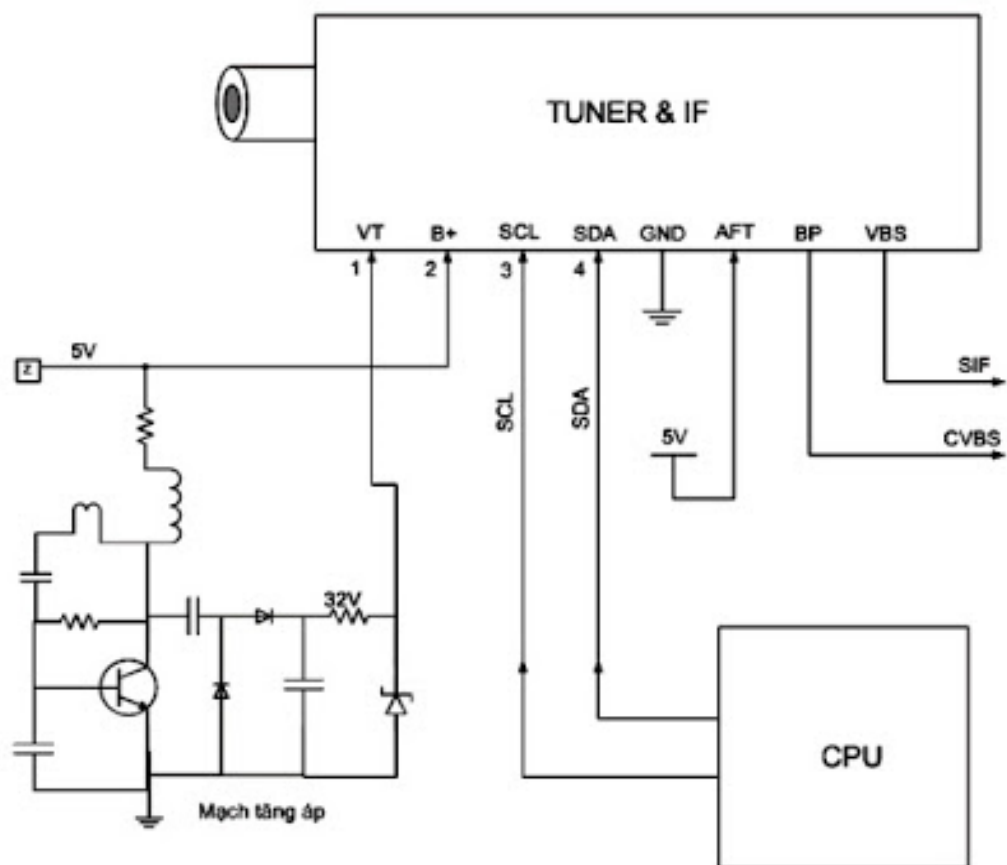 TUNER & IF
VT B+ SCL SDA GND AFT BP VBS
1 2 3 4
z 5V
SIF
SCL SDA
5V
CVBS
32V
CPU
Mạch tăng áp